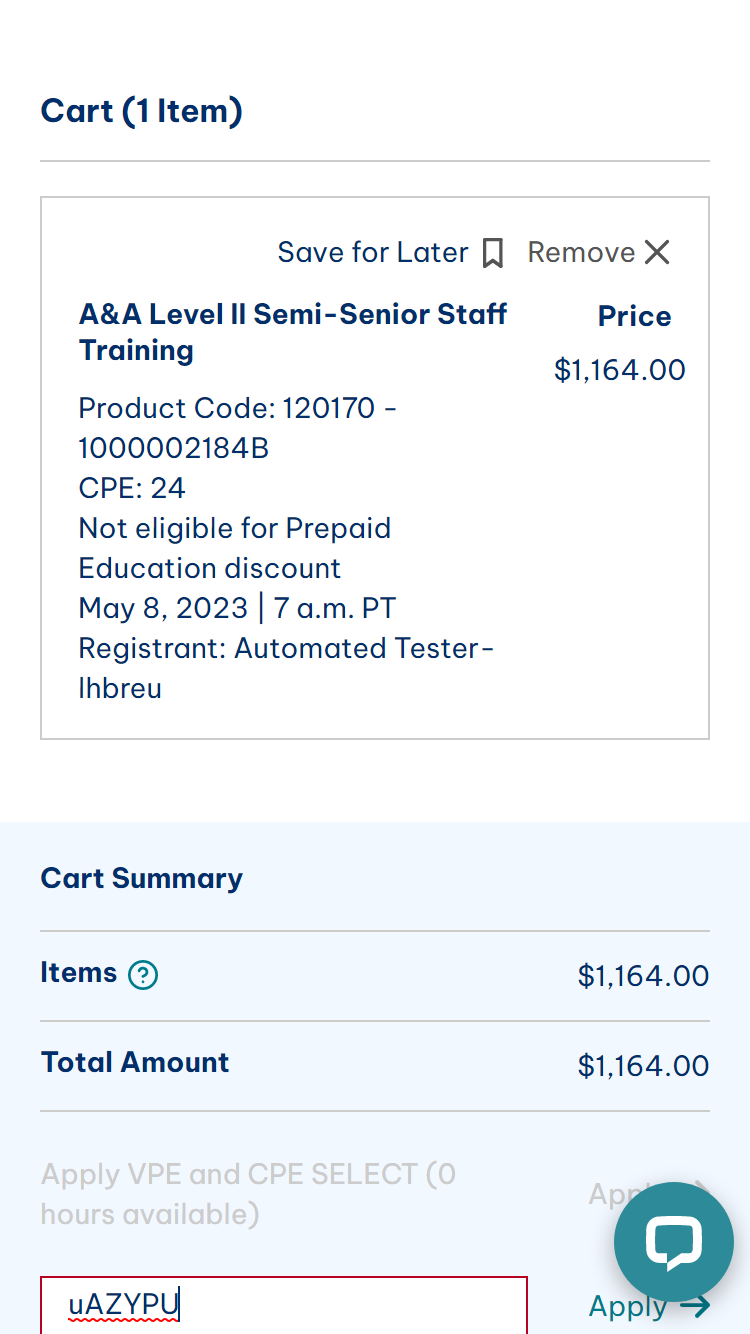 Cart (1 Item)
Save for Later Remove
A&A Level II Semi-Senior Staff
Training
Price
$1,164.00
Product Code: 120170 -
1000002184B
CPE: 24
Not eligible for Prepaid
Education discount
May 8, 2023 | 7 a.m. PT
Registrant: Automated Tester-
lhbreu
Cart Summary
Items ? $1,164.00
Total Amount $1,164.00
Apply VPE and CPE SELECT (0
hours available)
uAZYPU
Apply